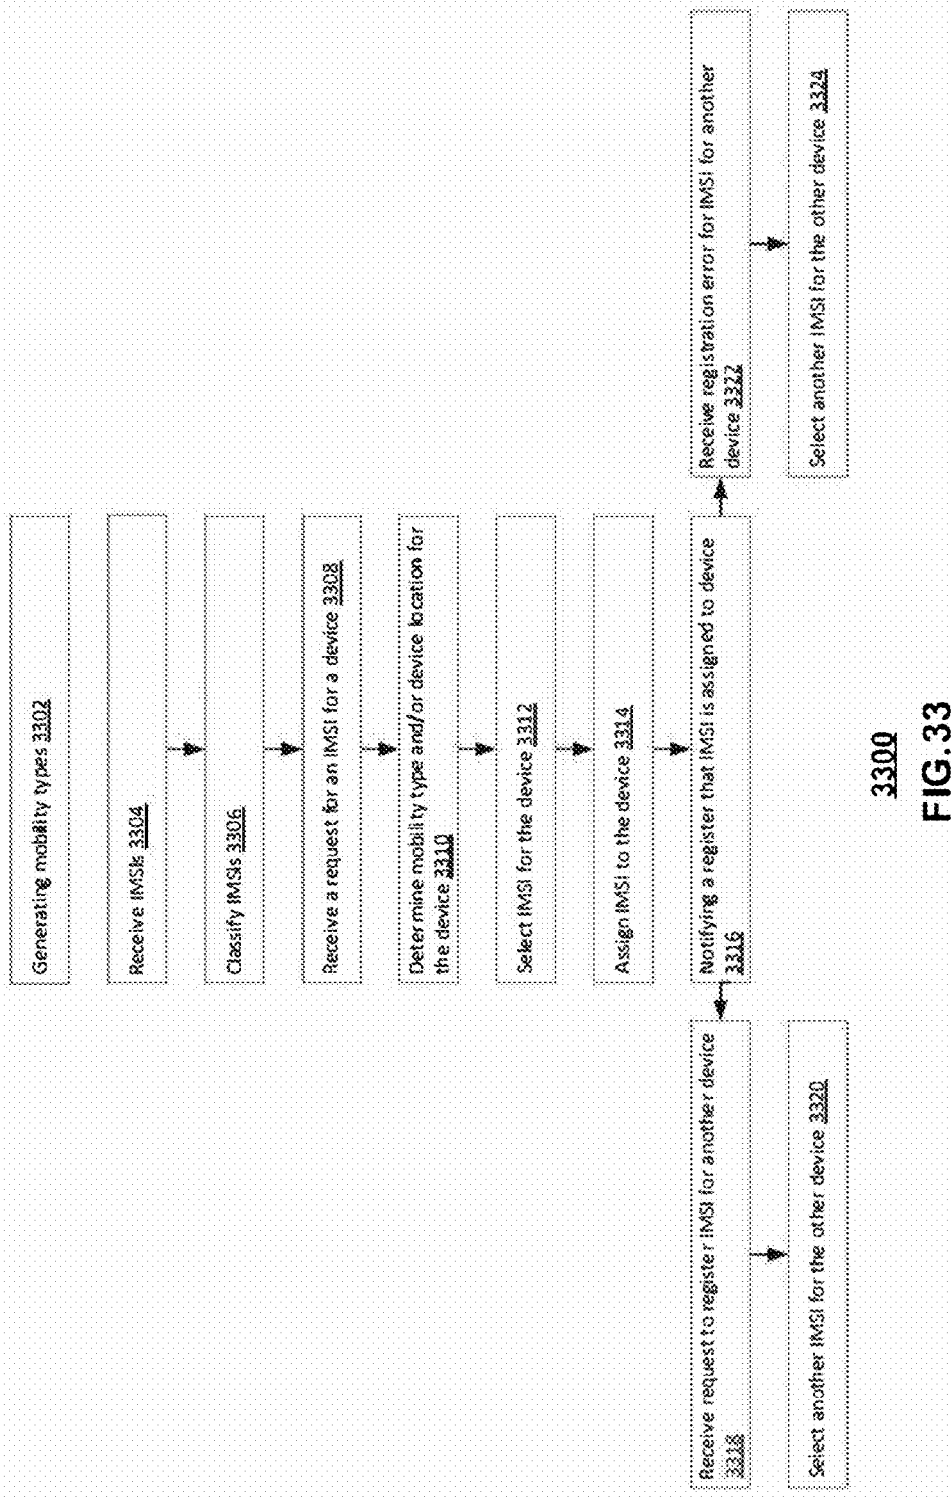 Generating mobility types 3302
Receive IMSIs 3304
Classify IMSIs 3306
Receive a request for an IMSI for a device 3308
Determine mobility type and/or device location for
the device 3310
Select IMSI for the device 3312
Assign IMSI to the device 3314
Notifying a register that IMSI is assigned to device
3316
Receive request to register IMSI for another device
3318
Select another IMSI for the other device 3320
Receive registration error for IMSI for another
device 3322
Select another IMSI for the other device 3324
3300
FIG. 33